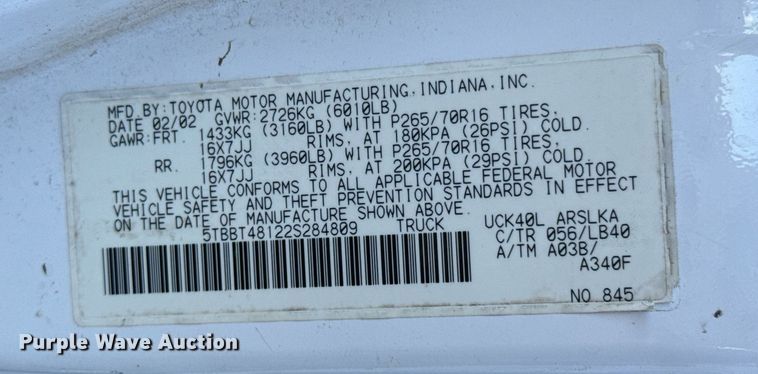 MFD.BY:TOYOTA MOTOR MANUFACTURING,INDIANA,INC.
DATE 02/02 GVWR:2726KG (6010LB)
GAWR:FRT. 1433KG (3160LB) WITH P265/70R16 TIRES,
16X7JJ RIMS, AT 180KPA (26PSI) COLD.
RR. 1796KG (3960LB) WITH P265/70R16 TIRES,
16X7JJ RIMS, AT 200KPA (29PSI) COLD.
THIS VEHICLE CONFORMS TO ALL APPLICABLE FEDERAL MOTOR
VEHICLE SAFETY AND THEFT PREVENTION STANDARDS IN EFFECT
ON THE DATE OF MANUFACTURE SHOWN ABOVE.
5TBBT48122S284809 TRUCK
UCK40L ARSLKA
C/TR 056/LB40
A/TM A03B/
A340F
NO.845
Purple Wave Auction